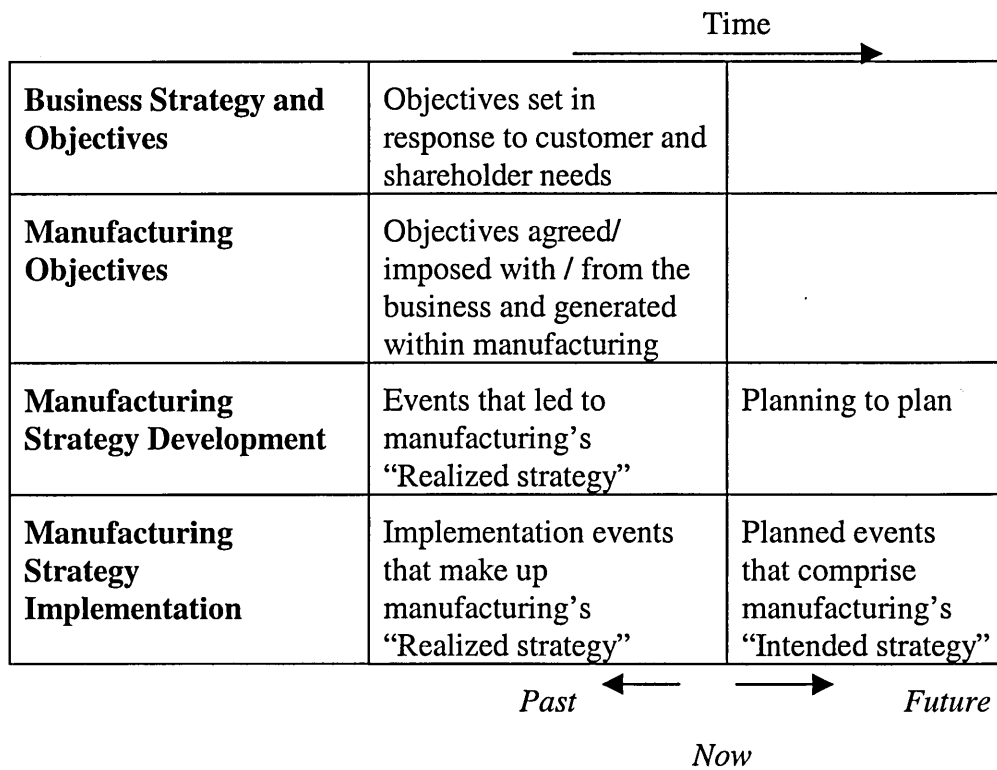 Time
Business Strategy and
Objectives
Objectives set in
response to customer and
shareholder needs
Manufacturing
Objectives
Objectives agreed/
imposed with / from the
business and generated
within manufacturing
Manufacturing
Strategy Development
Events that led to
manufacturing’s
“Realized strategy”
Planning to plan
Manufacturing
Strategy
Implementation
Implementation events
that make up
manufacturing’s
“Realized strategy”
Planned events
that comprise
manufacturing’s
“Intended strategy”
Past
Future
Now